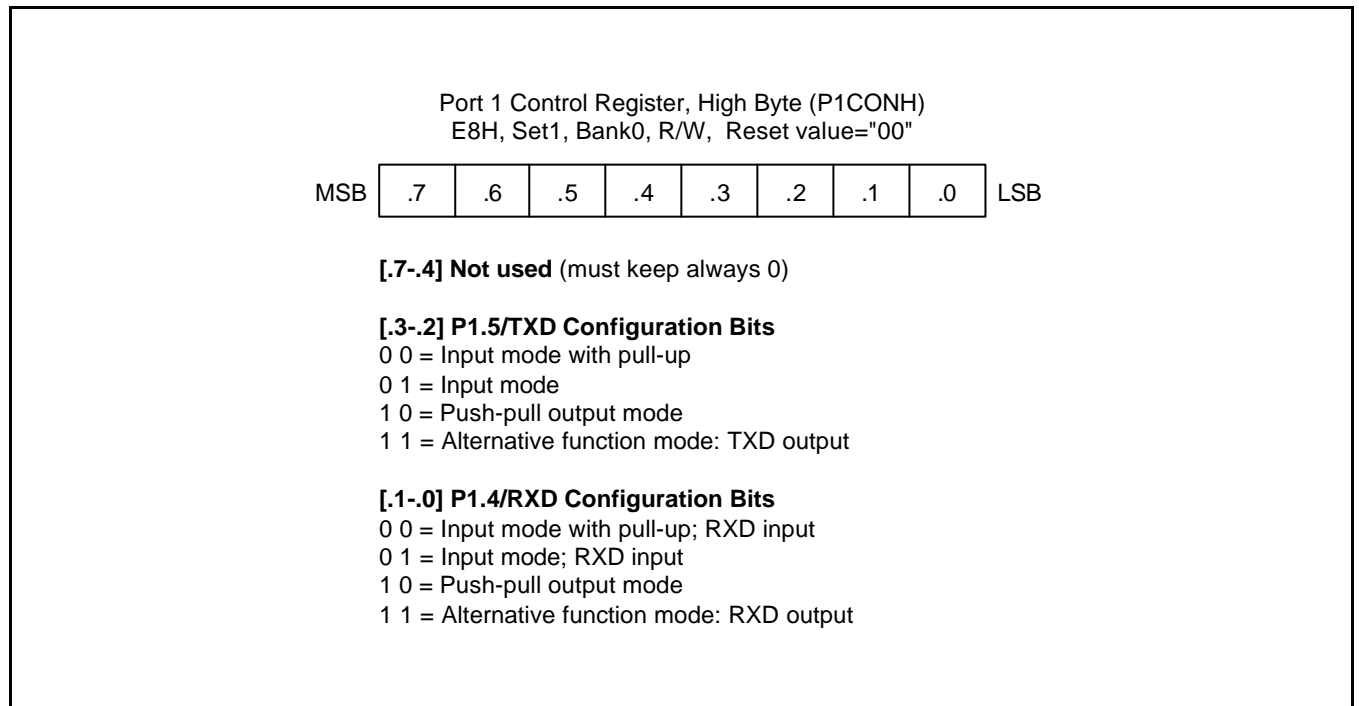 Port 1 Control Register, High Byte (P1CONH)
E8H, Set1, Bank0, R/W, Reset value="00"
MSB .7 .6 .5 .4 .3 .2 .1 .0 LSB
[.7-.4] Not used (must keep always 0)
[.3-.2] P1.5/TXD Configuration Bits
0 0 = Input mode with pull-up
0 1 = Input mode
1 0 = Push-pull output mode
1 1 = Alternative function mode: TXD output
[.1-.0] P1.4/RXD Configuration Bits
0 0 = Input mode with pull-up; RXD input
0 1 = Input mode; RXD input
1 0 = Push-pull output mode
1 1 = Alternative function mode: RXD output